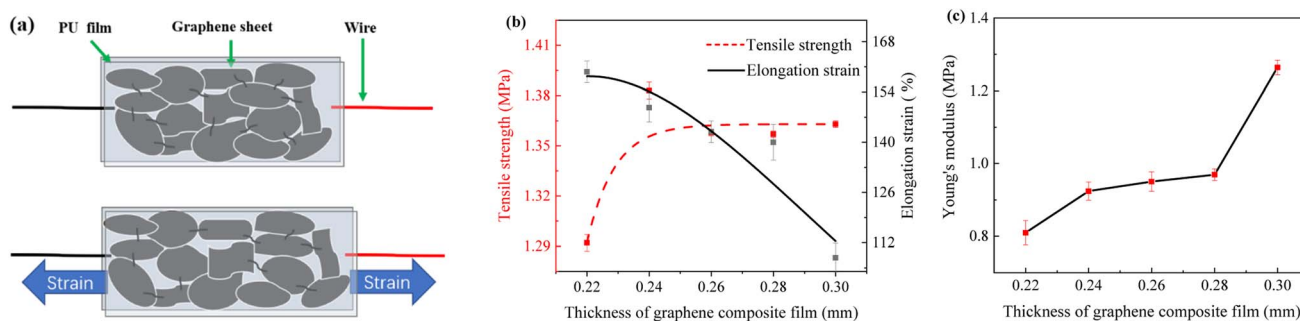 (a)
PU film
Graphene sheet
Wire
Strain
Strain
(b)
Tensile strength
Elongation strain
1.41
1.38
1.35
1.32
1.29
Tensile strength (MPa)
168
154
140
126
112
Elongation strain ( %)
0.22 0.24 0.26 0.28 0.30
Thickness of graphene composite film (mm)
(c)
1.4
1.2
1.0
0.8
Young's modulus (MPa)
0.22 0.24 0.26 0.28 0.30
Thickness of graphene composite film (mm)